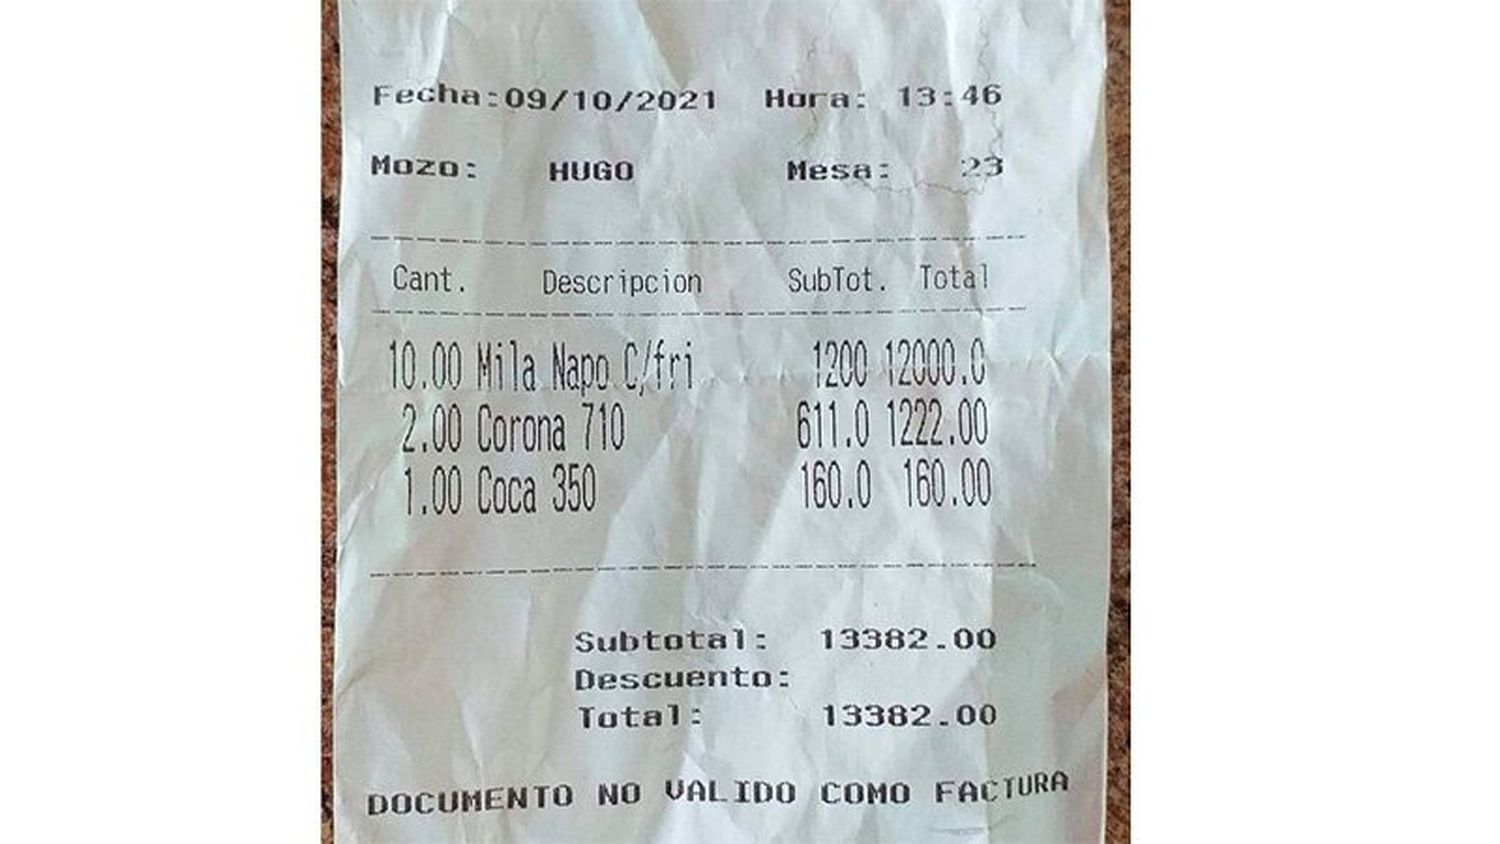 Fecha:09/10/2021 Hora: 13:46
Mozo: HUGO Mesa: 23
Cant. Descripcion SubTot. Total
10.00 Mila Napo C/fri 1200 12000.0
2.00 Corona 710 611.0 1222.00
1.00 Coca 350 160.0 160.00
Subtotal: 13382.00
Descuento:
Total: 13382.00
DOCUMENTO NO VALIDO COMO FACTURA